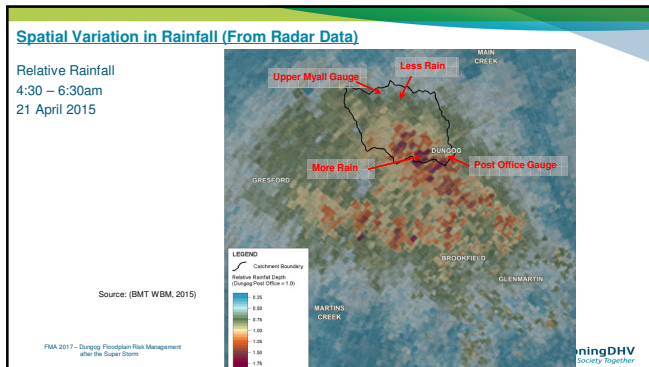 Spatial Variation in Rainfall (From Radar Data)
Relative Rainfall
4:30 – 6:30am
21 April 2015
MAIN
CREEK
Less Rain
Upper Myall Gauge
DUNGOG
More Rain
Post Office Gauge
GRESFORD
BROOKFIELD
GLENMARTIN
MARTINS
CREEK
LEGEND
Catchment Boundary
Relative Rainfall Depth
(Dungog Post Office = 1.0)
0.25
0.50
0.75
1.00
1.25
1.50
1.75
Source: (BMT WBM, 2015)
FMA 2017 – Dungog Floodplain Risk Management
after the Super Storm
oningDHV
Society Together